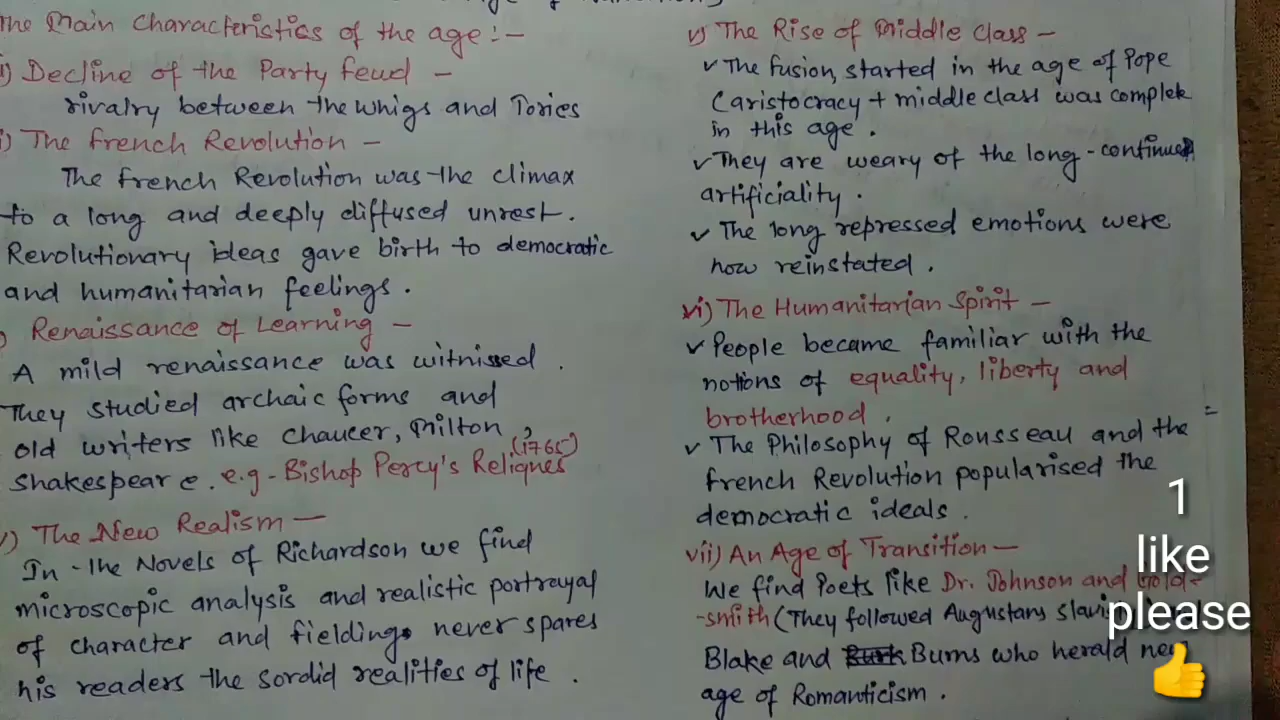 The Main Characteristics of the age :-
i) Decline of the Party feud -
rivalry between the whigs and Tories
i) The french Revolution -
The french Revolution was the climax
to a long and deeply diffused unrest.
Revolutionary ideas gave birth to democratic
and humanitarian feelings.
) Renaissance of Learning -
A mild renaissance was witnissed.
They studied archaic forms and
old writers like Chaucer, Milton,
Shakespeare. e.g - Bishop Percy's Reliques (1765)
v) The New Realism -
In the Novels of Richardson we find
microscopic analysis and realistic portrayal
of character and fielding never spares
his readers the sordid realities of life.
v) The Rise of Middle Class -
✓ The fusion, started in the age of Pope
(aristocracy + middle class was complete
in this age.
✓ They are weary of the long-continued
artificiality.
✓ The long repressed emotions were
now reinstated.
vi) The Humanitarian Spirit -
✓ People became familiar with the
notions of equality, liberty and
brotherhood.
✓ The Philosophy of Rousseau and the
french Revolution popularised the
democratic ideals.
vii) An Age of Transition -
We find Poets like Dr. Johnson and Gold-
-smith (They followed Augustans
Blake and Burns who herald new
age of Romanticism.
1
like
please